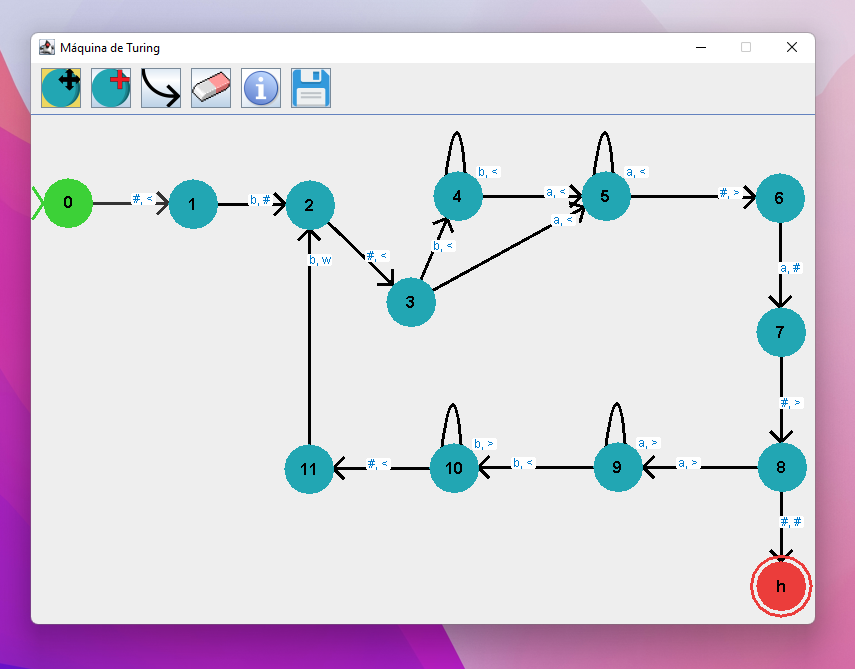 Máquina de Turing
b, <
b, <
a, <
4
a, <
5
#, >
6
0
#, <
1
b, #
2
a, <
b, <
#, <
b, w
a, #
3
7
#, >
a, >
b, >
11
#, <
10
b, <
9
a, >
8
#, #
h